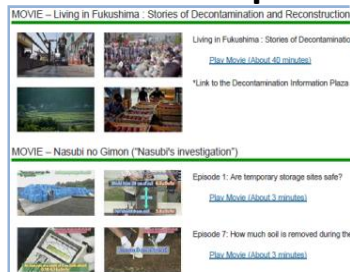 MOVIE – Living in Fukushima : Stories of Decontamination and Reconstruction
Living in Fukushima : Stories of Decontaminatio
Play Movie (About 40 minutes)
*Link to the Decontamination Information Plaza
MOVIE – Nasubi no Gimon ("Nasubi's investigation")
Episode 1: Are temporary storage sites safe?
Play Movie (About 3 minutes)
Episode 7: How much soil is removed during the
Play Movie (About 3 minutes)